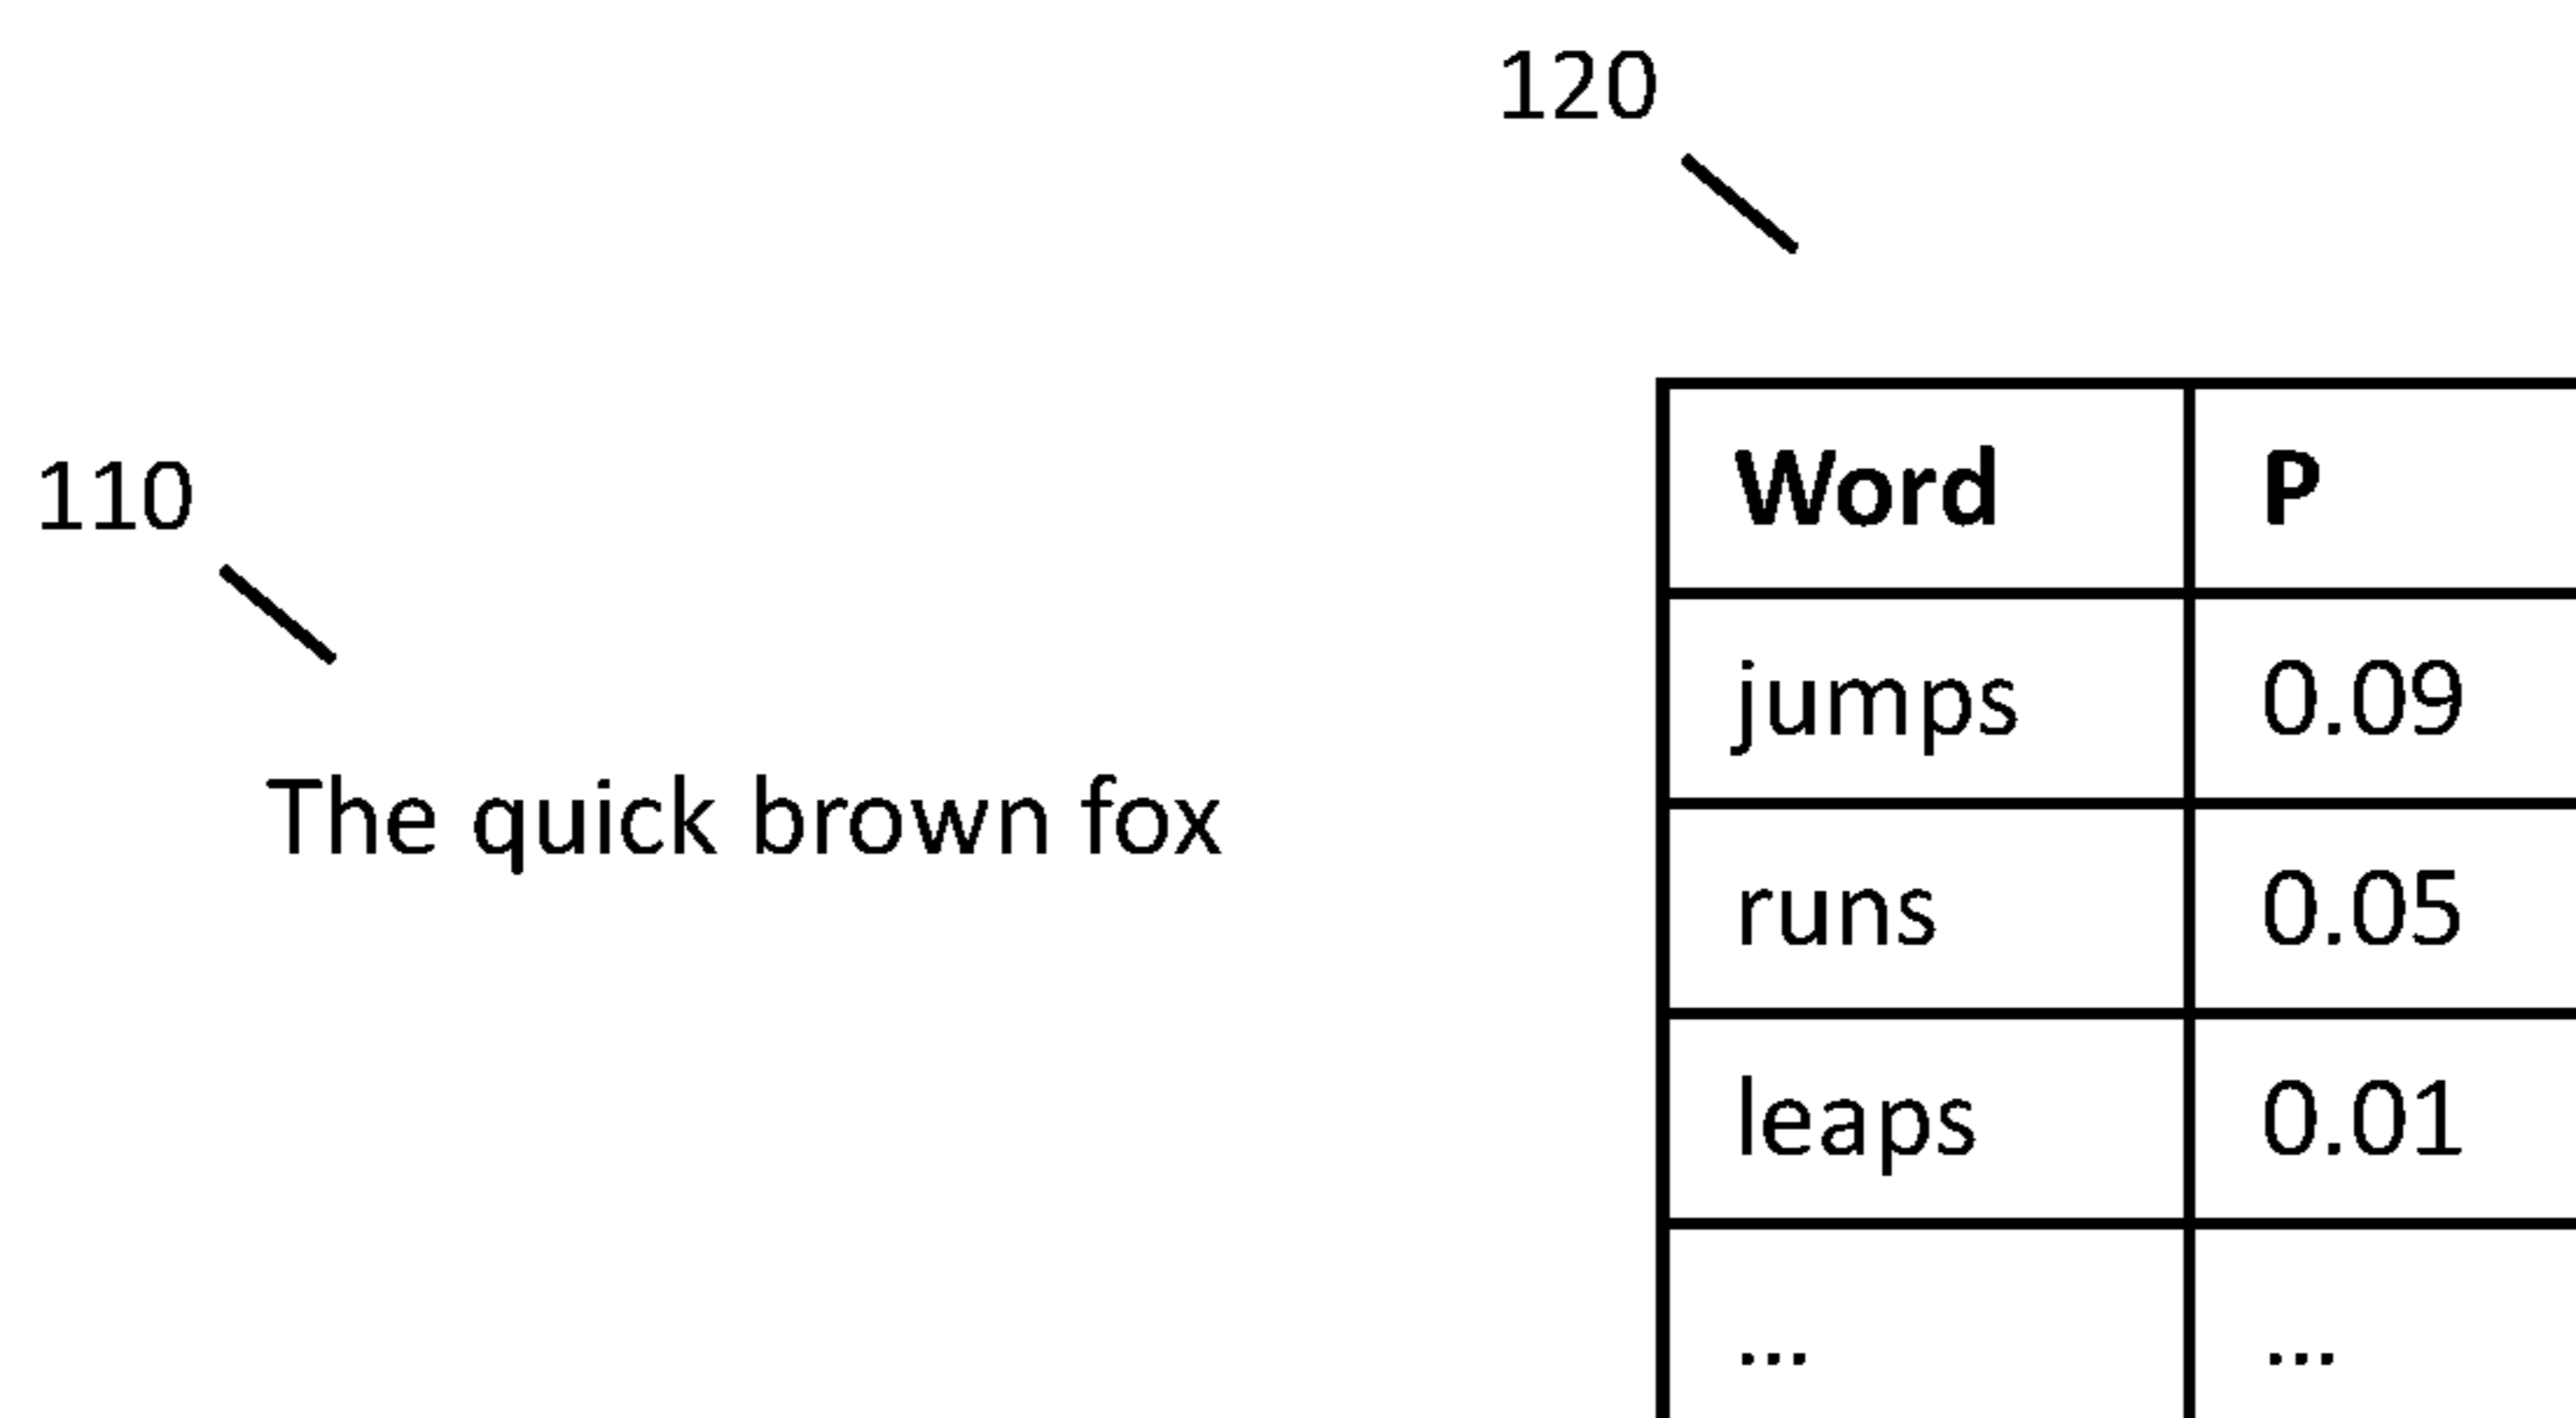 120
110
The quick brown fox
Word P
jumps 0.09
runs 0.05
leaps 0.01
... ...